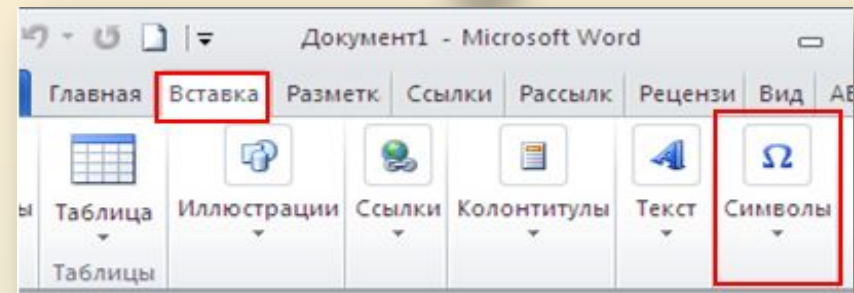 Документ1 - Microsoft Word
Главная Вставка Разметк Ссылки Рассылк Рецензи Вид
Таблица Иллюстрации Ссылки Колонтитулы Текст Символы
Таблицы